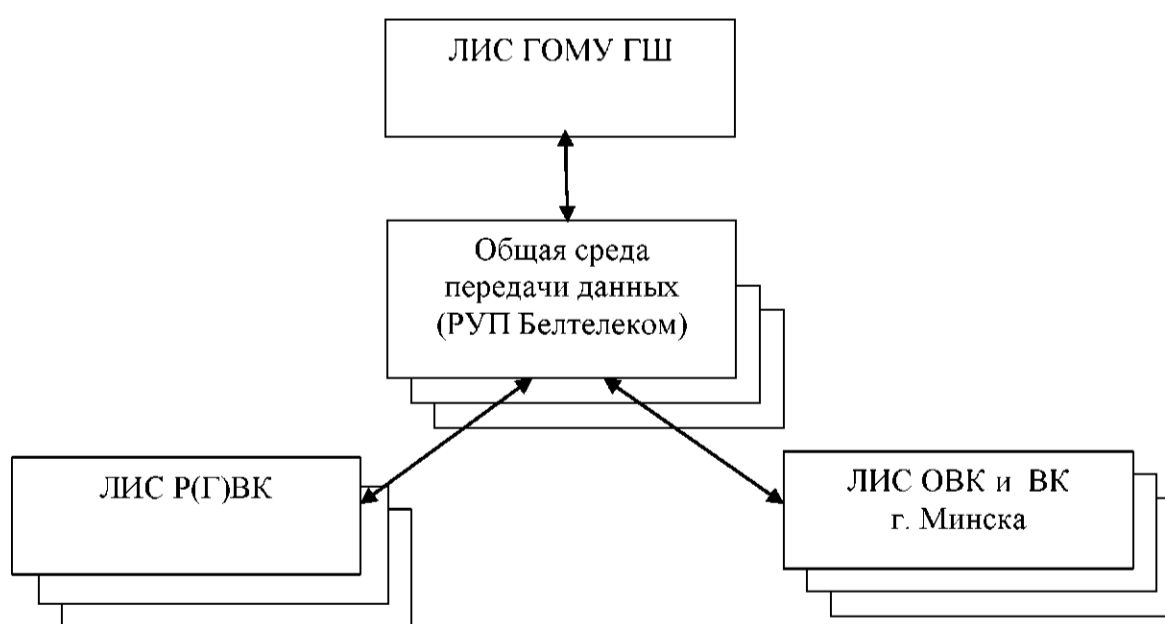 ЛИС ГОМУ ГШ
Общая среда
передачи данных
(РУП Белтелеком)
ЛИС Р(Г)ВК
ЛИС ОВК и ВК
г. Минска